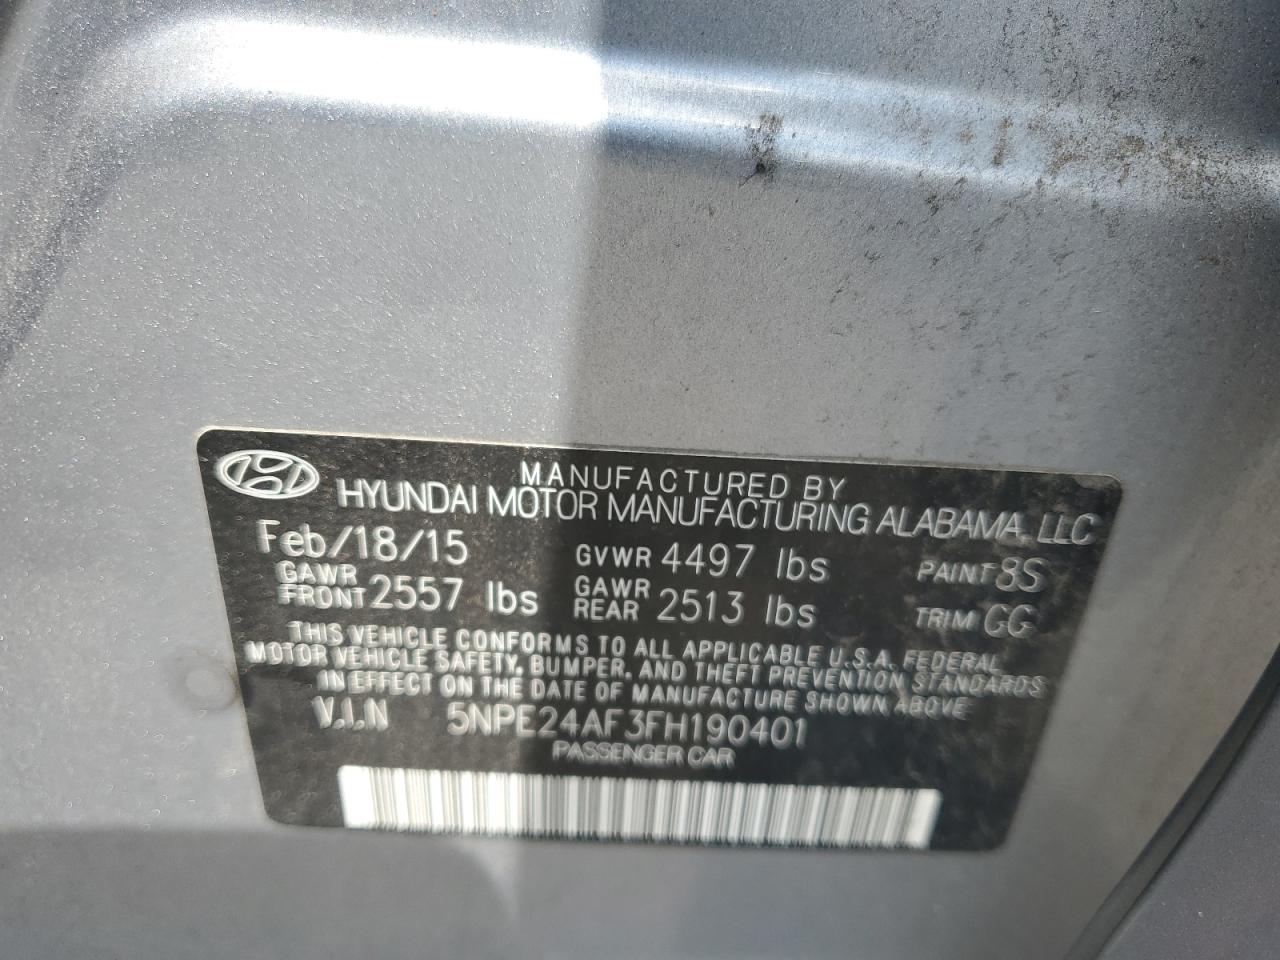 MANUFACTURED BY
HYUNDAI MOTOR MANUFACTURING ALABAMA, LLC
Feb/18/15 GVWR 4497 lbs PAINT 8S
GAWR FRONT 2557 lbs GAWR REAR 2513 lbs TRIM GG
THIS VEHICLE CONFORMS TO ALL APPLICABLE U.S.A. FEDERAL
MOTOR VEHICLE SAFETY, BUMPER, AND THEFT PREVENTION STANDARDS
IN EFFECT ON THE DATE OF MANUFACTURE SHOWN ABOVE
V.I.N 5NPE24AF3FH190401
PASSENGER CAR